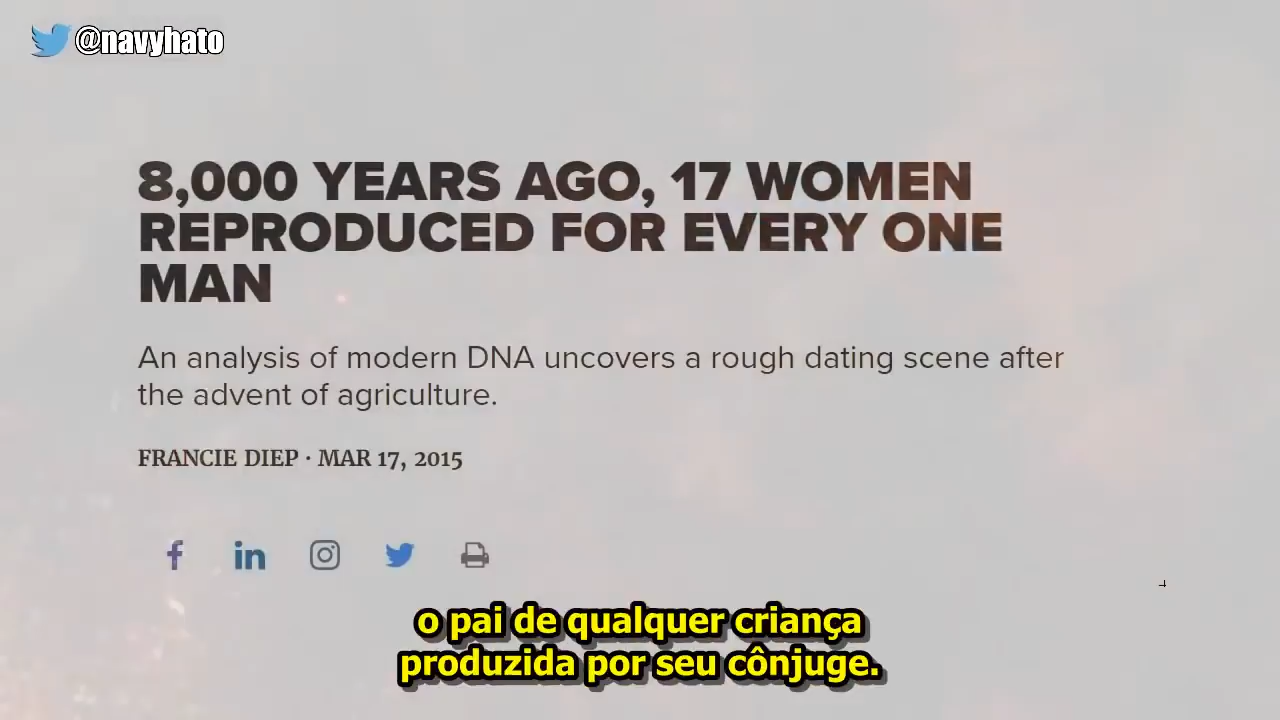 @navyhato
8,000 YEARS AGO, 17 WOMEN
REPRODUCED FOR EVERY ONE
MAN
An analysis of modern DNA uncovers a rough dating scene after
the advent of agriculture.
FRANCIE DIEP · MAR 17, 2015
o pai de qualquer criança
produzida por seu cônjuge.